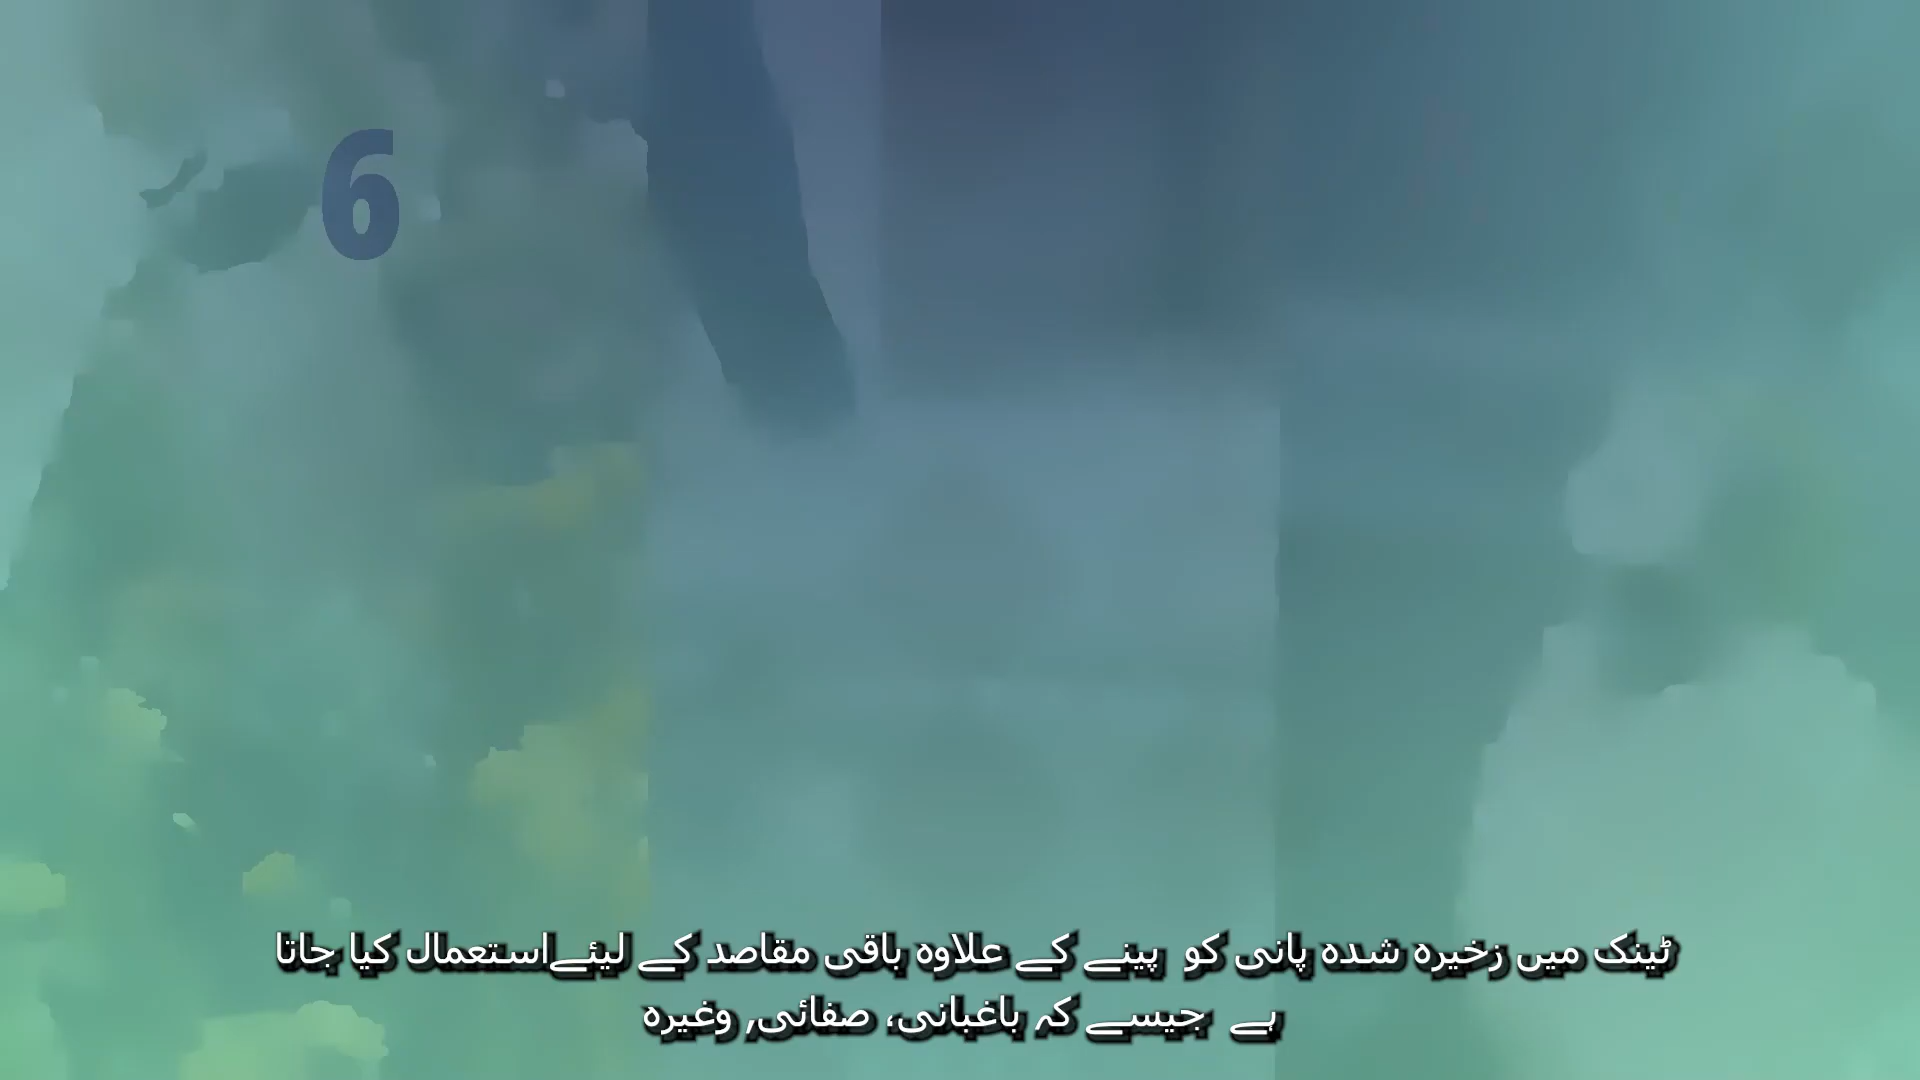 6
ٹینک میں زخیرہ شدہ پانی کو پینے کے علاوہ باقی مقاصد کے لیئےاستعمال کیا جاتا
ہے جیسے کہ باغبانی، صفائی, وغیرہ